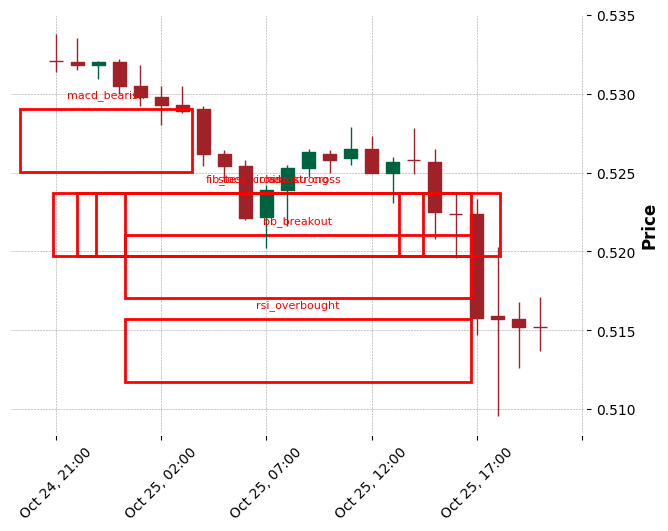 0.535
0.530
0.525
0.520
0.515
0.510
Price
macd_bearis
bb_breakout
rsi_overbought
Oct 24, 21:00
Oct 25, 02:00
Oct 25, 07:00
Oct 25, 12:00
Oct 25, 17:00